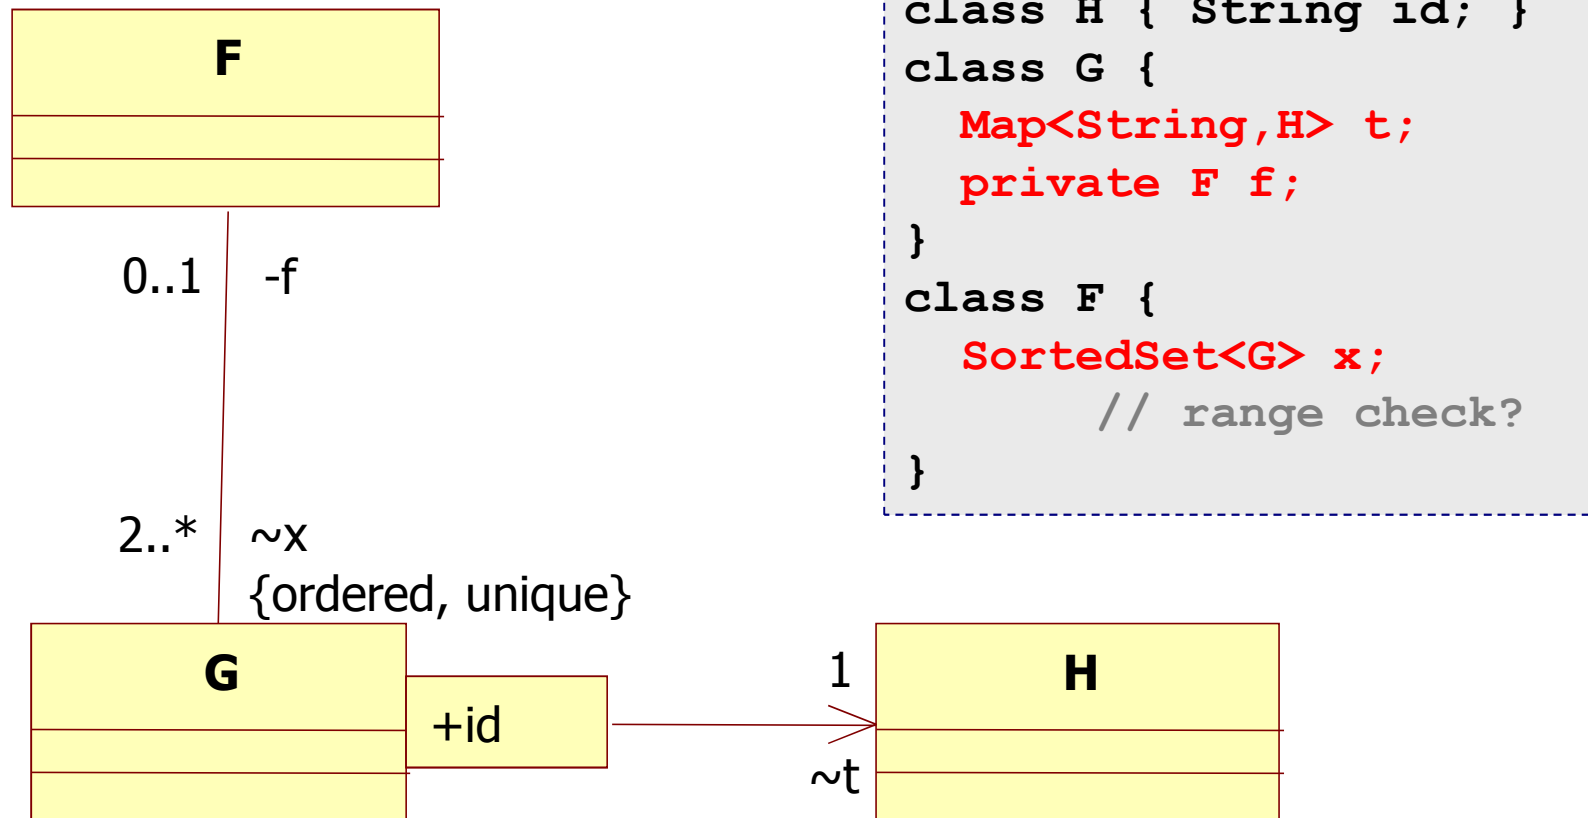 F
0..1 -f
2..* ~x
{ordered, unique}
G
+id
1
~t
H
class H { String id; }
class G {
Map<String,H> t;
private F f;
}
class F {
SortedSet<G> x;
// range check?
}